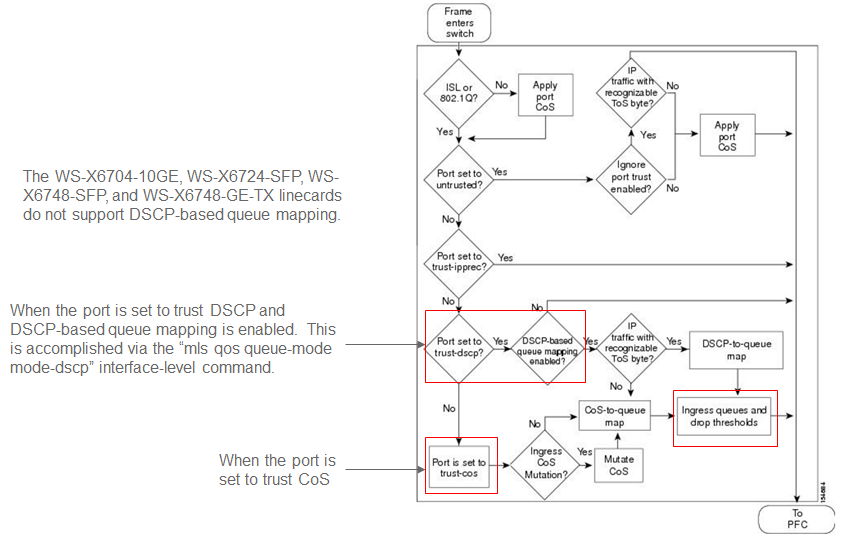 Frame
enters
switch
ISL or
802.1Q?
No
Apply
port
CoS
Yes
IP
traffic with
recognizable
ToS byte?
No
Apply
port
CoS
Yes
The WS-X6704-10GE, WS-X6724-SFP, WS-
X6748-SFP, and WS-X6748-GE-TX linecards
do not support DSCP-based queue mapping.
Port set to
untrusted?
Yes
Ignore
port trust
enabled?
No
No
Port set to
trust-ipprec?
Yes
No
When the port is set to trust DSCP and
DSCP-based queue mapping is enabled.  This
is accomplished via the “mls qos queue-mode
mode-dscp” interface-level command.
Port set to
trust-dscp?
Yes
No
DSCP-based
queue mapping
enabled?
Yes
IP
traffic with
recognizable
ToS byte?
Yes
DSCP-to-queue
map
No
No
CoS-to-queue
map
Ingress queues and
drop thresholds
When the port is
set to trust CoS
Port is set to
trust-cos
No
Ingress
CoS
Mutation?
Yes
Mutate
CoS
154684
To
PFC